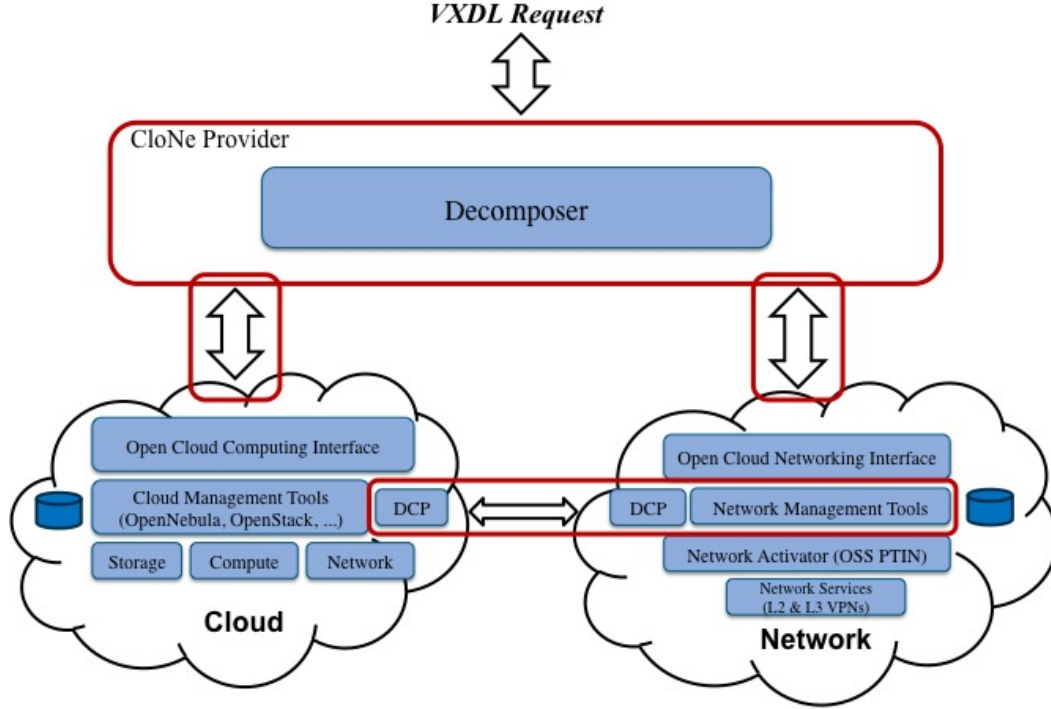 VXDL Request
CloNe Provider
Decomposer
Open Cloud Computing Interface
Cloud Management Tools
(OpenNebula, OpenStack, ...)
DCP
Storage
Compute
Network
Cloud
Open Cloud Networking Interface
DCP
Network Management Tools
Network Activator (OSS PTIN)
Network Services
(L2 & L3 VPNs)
Network